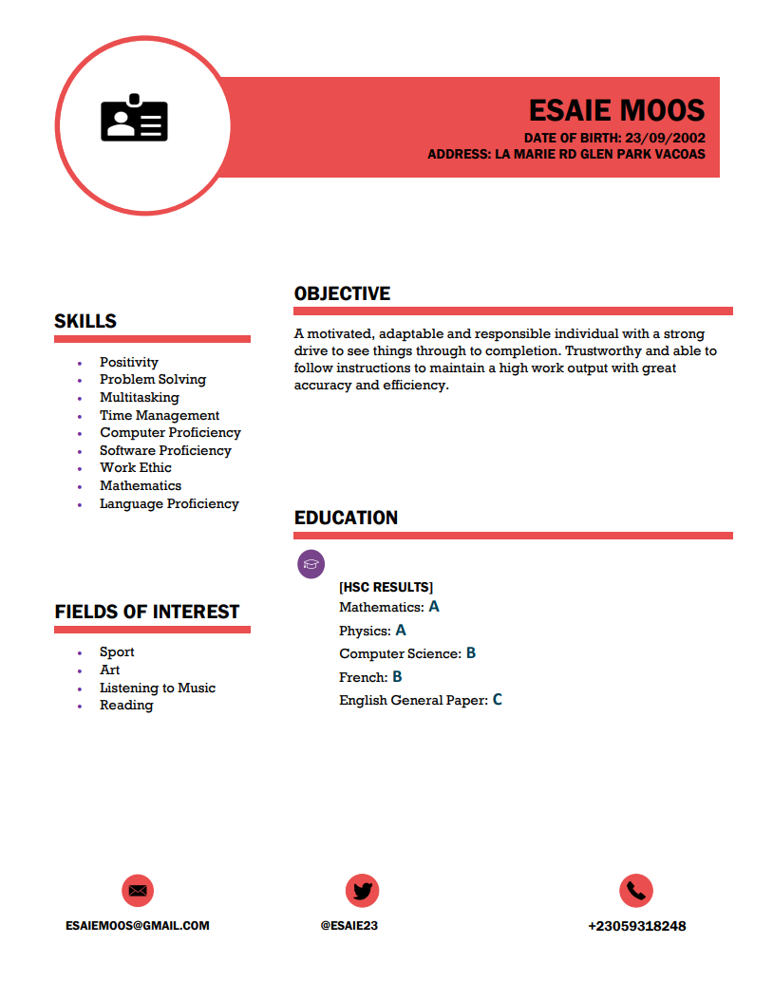 ESAIE MOOS
DATE OF BIRTH: 23/09/2002
ADDRESS: LA MARIE RD GLEN PARK VACOAS
SKILLS
Positivity
Problem Solving
Multitasking
Time Management
Computer Proficiency
Software Proficiency
Work Ethic
Mathematics
Language Proficiency
FIELDS OF INTEREST
Sport
Art
Listening to Music
Reading
OBJECTIVE
A motivated, adaptable and responsible individual with a strong
drive to see things through to completion. Trustworthy and able to
follow instructions to maintain a high work output with great
accuracy and efficiency.
EDUCATION
[HSC RESULTS]
Mathematics: A
Physics: A
Computer Science: B
French: B
English General Paper: C
ESAIEMOOS@GMAIL.COM
@ESAIE23
+23059318248